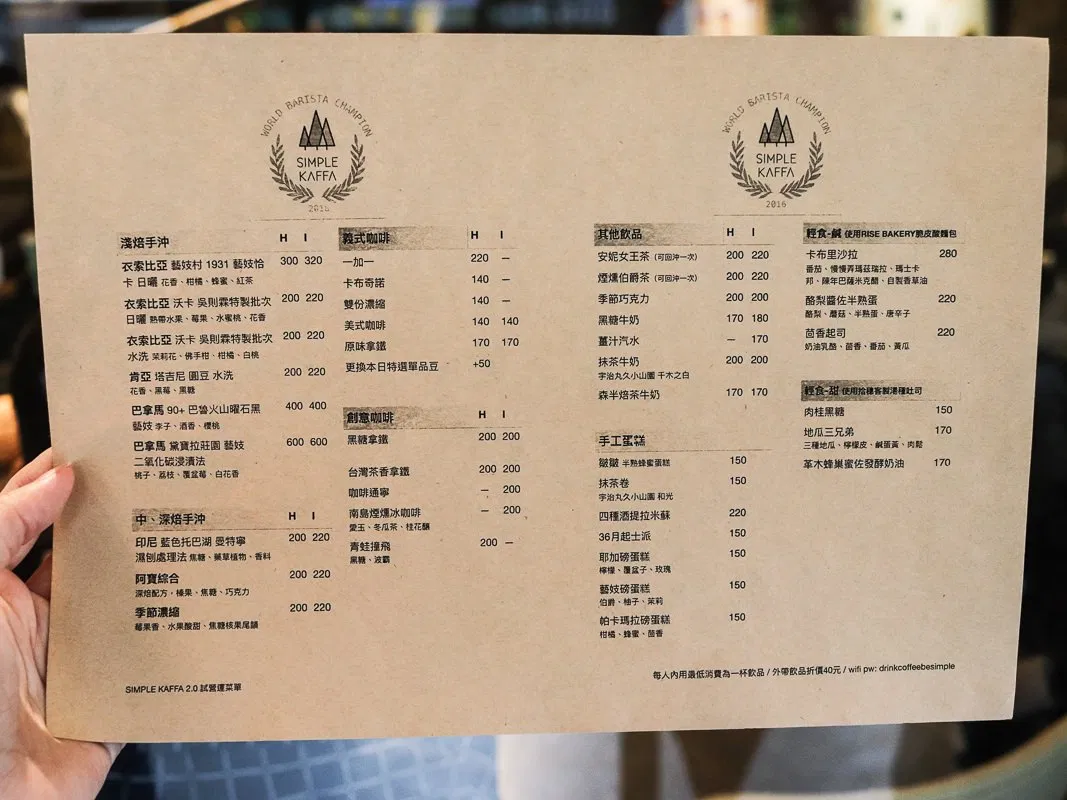 WORLD BARISTA CHAMPION
SIMPLE
KAFFA
2016
淺焙手沖 H I
衣索比亞 藝妓村 1931 藝妓恰 300 320
卡 日曬 花香、柑橘、蜂蜜、紅茶
衣索比亞 沃卡 吳則霖特製批次 200 220
日曬 熱帶水果、莓果、水蜜桃、花香
衣索比亞 沃卡 吳則霖特製批次 200 220
水洗 茉莉花、佛手柑、柑橘、白桃
肯亞 塔吉尼 圓豆 水洗 200 220
花香、黑莓、黑糖
巴拿馬 90+ 巴魯火山曜石黑 400 400
藝妓 李子、酒香、櫻桃
巴拿馬 黛寶拉莊園 藝妓 600 600
二氧化碳浸漬法
桃子、荔枝、覆盆莓、白花香
中、深焙手沖 H I
印尼 藍色托巴湖 曼特寧 200 220
濕刨處理法 焦糖、藥草植物、香料
阿寶綜合 200 220
深焙配方，榛果、焦糖、巧克力
季節濃縮 200 220
莓果香、水果酸甜、焦糖核果尾韻
SIMPLE KAFFA 2.0 試營運菜單
義式咖啡 H I
一加一 220 –
卡布奇諾 140 –
雙份濃縮 140 –
美式咖啡 140 140
原味拿鐵 170 170
更換本日特選單品豆 +50
創意咖啡 H I
黑糖拿鐵 200 200
台灣茶香拿鐵 200 200
咖啡通寧 – 200
南島煙燻冰咖啡 – 200
愛玉、冬瓜茶、桂花釀
青蛙撞飛 200 –
黑糖、波霸
WORLD BARISTA CHAMPION
SIMPLE
KAFFA
2016
其他飲品 H I
安妮女王茶 (可回沖一次) 200 220
煙燻伯爵茶 (可回沖一次) 200 220
季節巧克力 200 200
黑糖牛奶 170 180
薑汁汽水 – 170
抹茶牛奶 200 200
宇治丸久小山園 千木之白
森半焙茶牛奶 170 170
手工蛋糕
皺皺 半熟蜂蜜蛋糕 150
抹茶卷 150
宇治丸久小山園 和光
四種酒提拉米蘇 220
36月起士派 150
耶加磅蛋糕 150
檸檬、覆盆子、玫瑰
藝妓磅蛋糕 150
伯爵、柚子、茉莉
帕卡瑪拉磅蛋糕 150
柑橘、蜂蜜、茴香
輕食-鹹 使用RISE BAKERY脆皮酸麵包
卡布里沙拉 280
番茄、慢慢弄瑪茲瑞拉、瑪士卡
邦、陳年巴薩米克醋、自製香草油
酪梨醬佐半熟蛋 220
酪梨、蘑菇、半熟蛋、唐辛子
茴香起司 220
奶油乳酪、茴香、番茄、黃瓜
輕食-甜 使用拾穗客製湯種吐司
肉桂黑糖 150
地瓜三兄弟 170
三種地瓜、檸檬皮、鹹蛋黃、肉鬆
革木蜂巢蜜佐發酵奶油 170
每人內用最低消費為一杯飲品 / 外帶飲品折價40元 / wifi pw: drinkcoffeebesimple